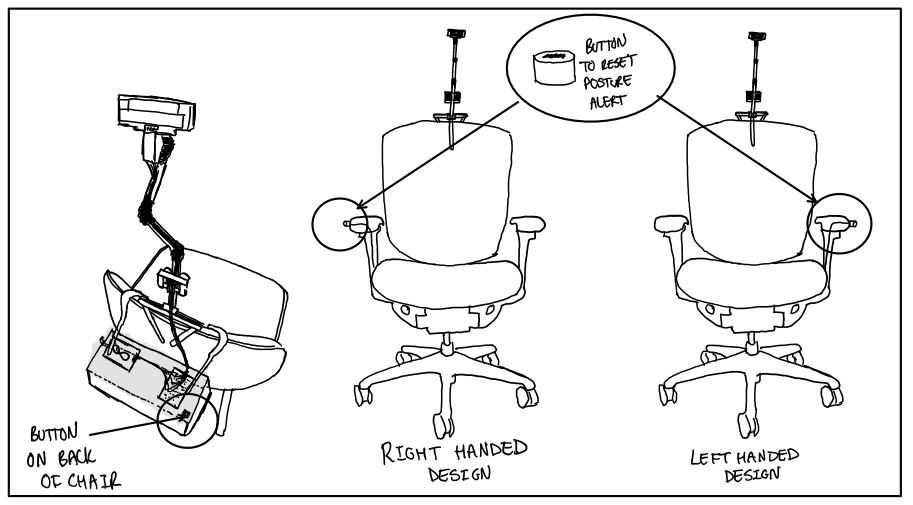 BUTTON
TO RESET
POSTURE
ALERT
BUTTON
ON BACK
OF CHAIR
RIGHT HANDED
DESIGN
LEFT HANDED
DESIGN